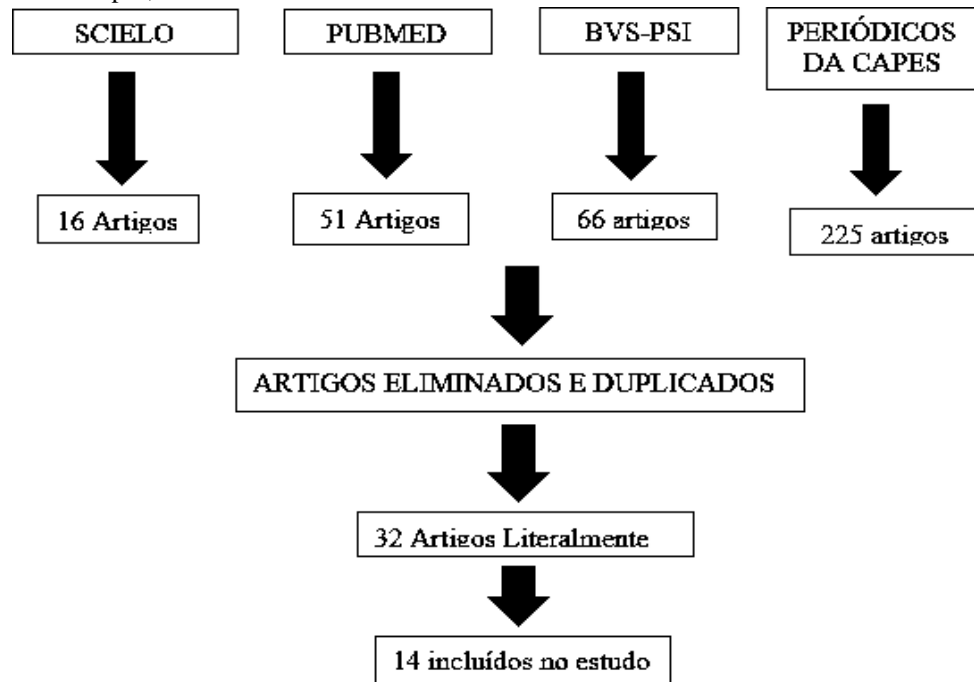 SCIELO
PUBMED
BVS-PSI
PERIÓDICOS
DA CAPES
16 Artigos
51 Artigos
66 artigos
225 artigos
ARTIGOS ELIMINADOS E DUPLICADOS
32 Artigos Literalmente
14 incluídos no estudo